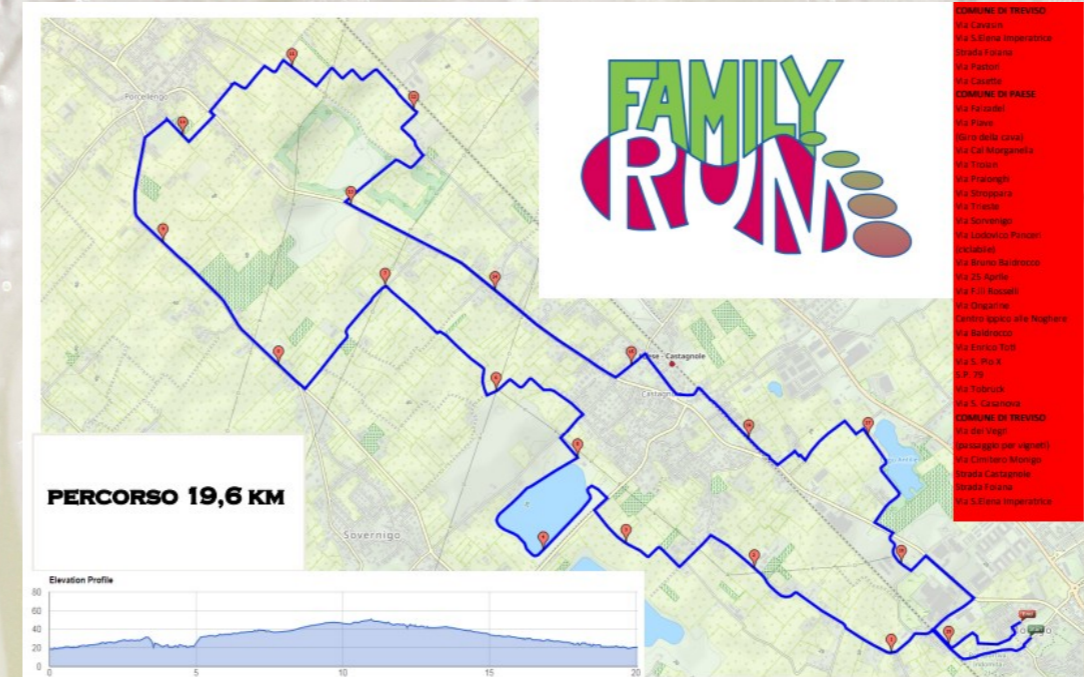 FAMILY
RUN
COMUNE DI TREVISO
Via Cavasin
Via S.Elena Imperatrice
Strada Foiana
Via Pastori
Via Casette
COMUNE DI PAESE
Via Falzadei
Via Piave
(Giro della cava)
Via Cal Morganella
Via Troian
Via Praionghi
Via Stroppara
Via Trieste
Via Sorvenigo
Via Lodovico Pancen
(ciclabile)
Via Bruno Baldrocco
Via 25 Aprile
Via F.lli Rosselli
Via Ongarine
Centro ippico alle Noghere
Via Baldrocco
Via Enrico Toti
Via S. Pio X
S.P. 79
Via Tobruck
Via S. Casanova
COMUNE DI TREVISO
Via dei Vegri
(passaggio per vigneti)
Via Cimitero Monigo
Strada Castagnole
Strada Foiana
Via S.Elena Imperatrice
Porcellengo
Paese - Castagnole
Sovernigo
PERCORSO 19,6 KM
Elevation Profile
80
60
40
20
0
5
10
15
20